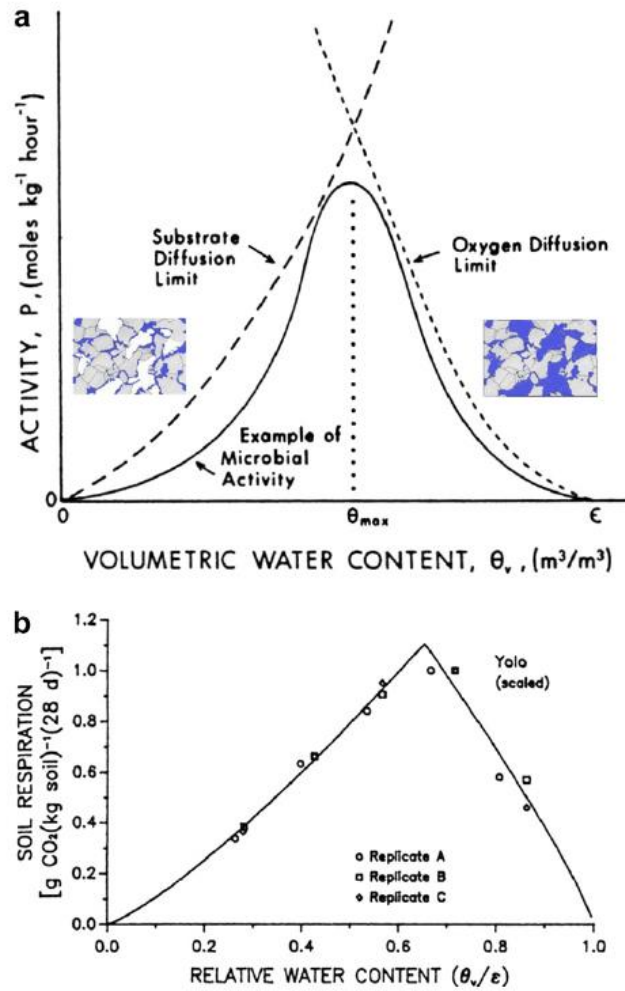 a
ACTIVITY, P, (moles kg⁻¹ hour⁻¹)
Substrate
Diffusion
Limit
Oxygen Diffusion
Limit
Example of
Microbial
Activity
0
0
θmax
ϵ
VOLUMETRIC WATER CONTENT, θᵥ, (m³/m³)
b
SOIL RESPIRATION
[g CO₂(kg soil)⁻¹(28 d)⁻¹]
1.2
1.0
0.8
0.6
0.4
0.2
0.0
Yolo
(scaled)
Replicate A
Replicate B
Replicate C
0.0 0.2 0.4 0.6 0.8 1.0
RELATIVE WATER CONTENT (θᵥ/ε)